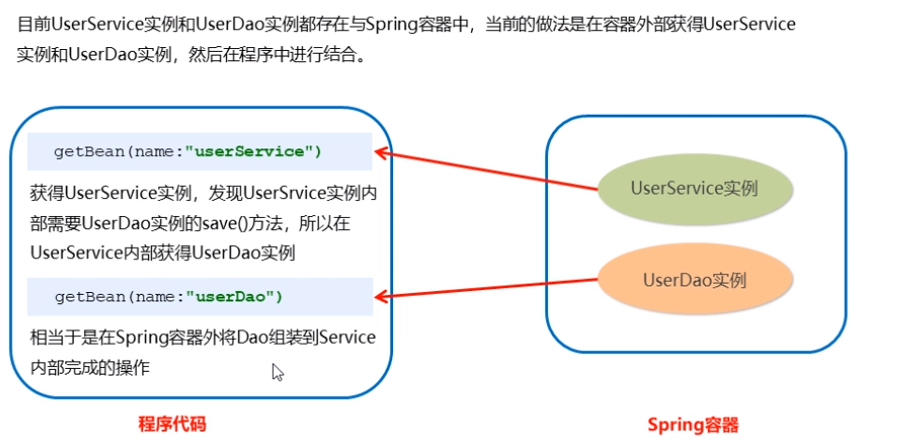 目前UserService实例和UserDao实例都存在与Spring容器中，当前的做法是在容器外部获得UserService
实例和UserDao实例，然后在程序中进行结合。
getBean(name:"userService")
获得UserService实例，发现UserSrvice实例内
部需要UserDao实例的save()方法，所以在
UserService内部获得UserDao实例
getBean(name:"userDao")
相当于是在Spring容器外将Dao组装到Service
内部完成的操作
程序代码
UserService实例
UserDao实例
Spring容器